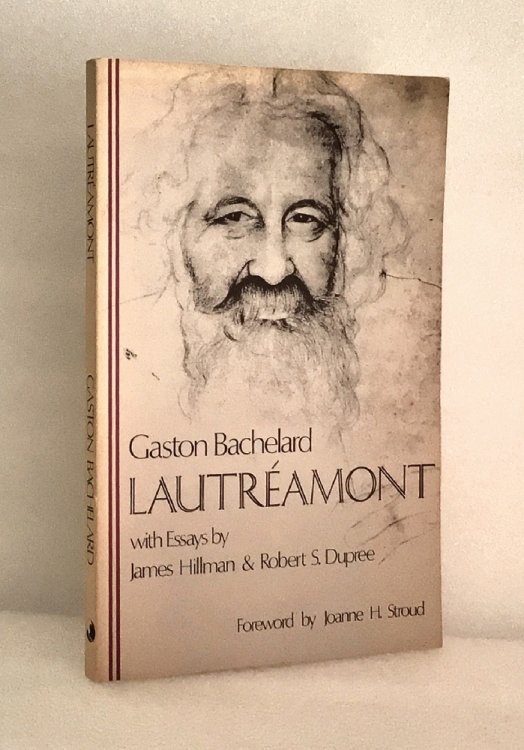 LAUTRÉAMONT
GASTON BACHELARD
Gaston Bachelard
LAUTRÉAMONT
with Essays by
James Hillman & Robert S. Dupree
Foreword by Joanne H. Stroud